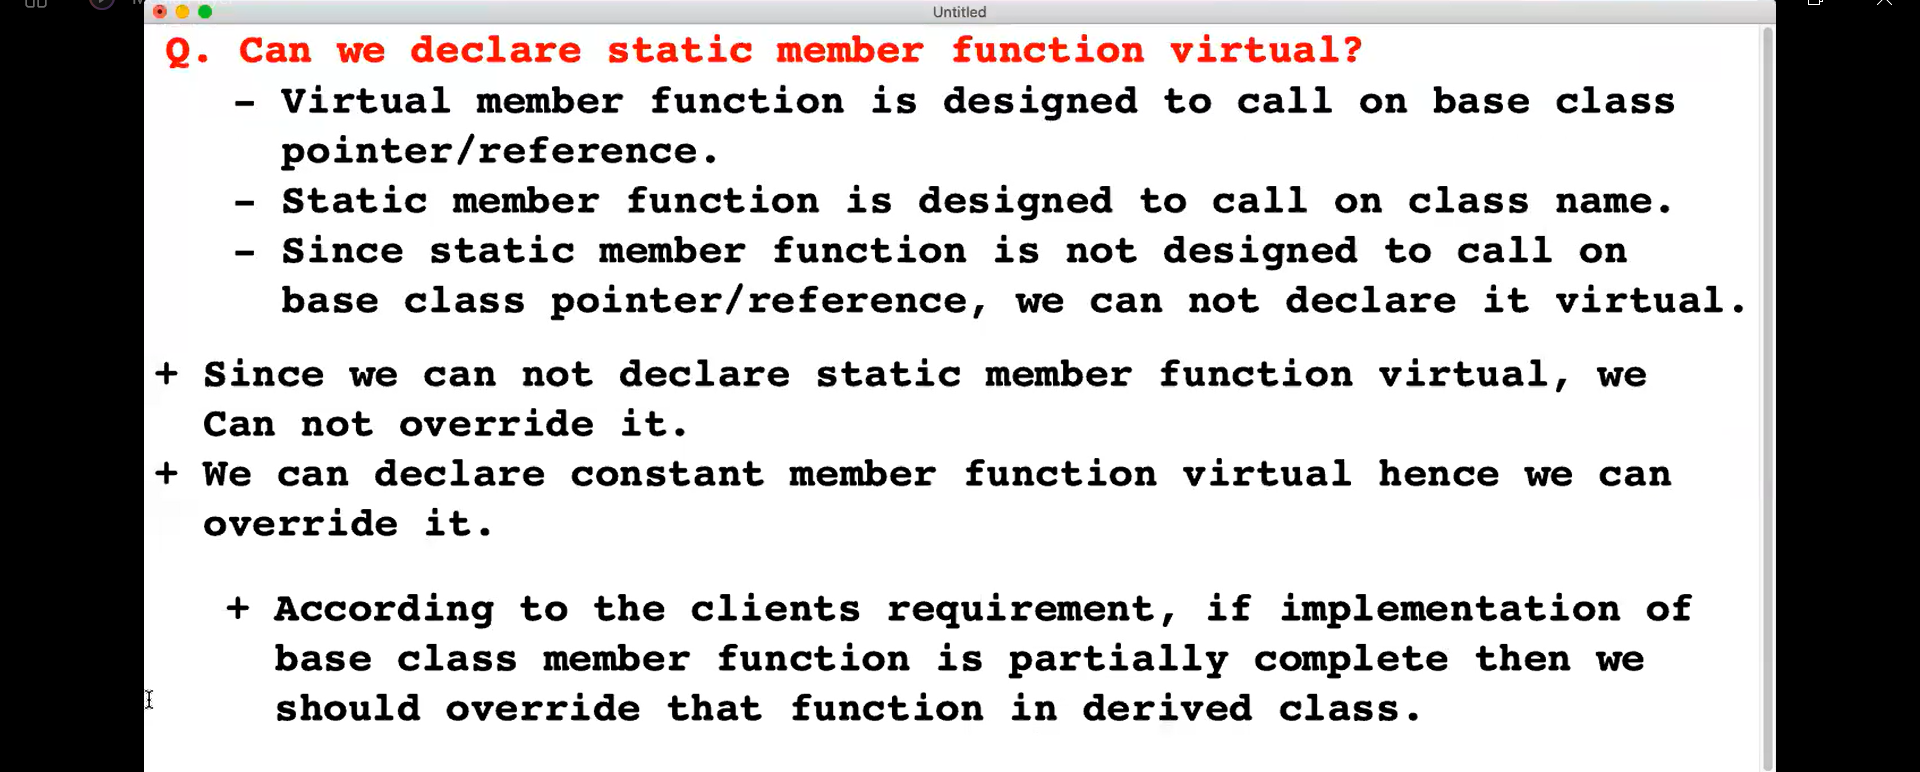 Untitled
Q. Can we declare static member function virtual?
– Virtual member function is designed to call on base class
pointer/reference.
– Static member function is designed to call on class name.
– Since static member function is not designed to call on
base class pointer/reference, we can not declare it virtual.
+ Since we can not declare static member function virtual, we
Can not override it.
+ We can declare constant member function virtual hence we can
override it.
+ According to the clients requirement, if implementation of
base class member function is partially complete then we
should override that function in derived class.